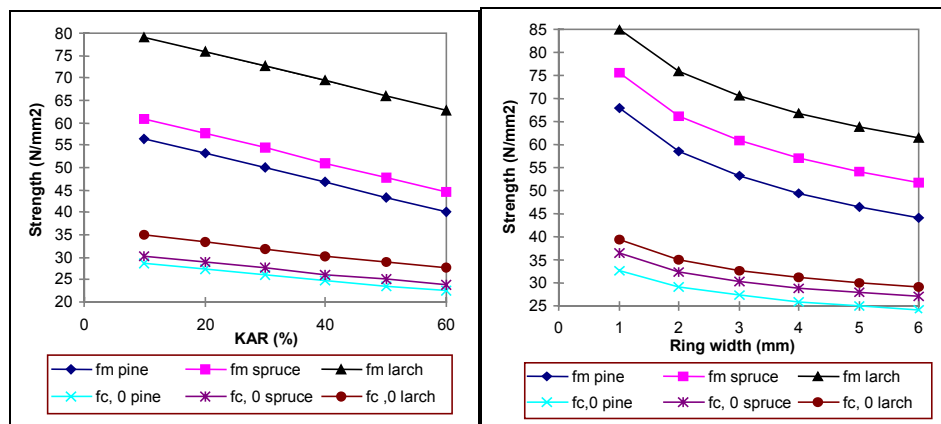 Strength (N/mm2)
80
75
70
65
60
55
50
45
40
35
30
25
20
0 20 40 60
KAR (%)
fm pine fm spruce fm larch
fc, 0 pine fc, 0 spruce fc ,0 larch
Strength (N/mm2)
85
80
75
70
65
60
55
50
45
40
35
30
25
0 1 2 3 4 5 6
Ring width (mm)
fm pine fm spruce fm larch
fc,0 pine fc, 0 spruce fc, 0 larch